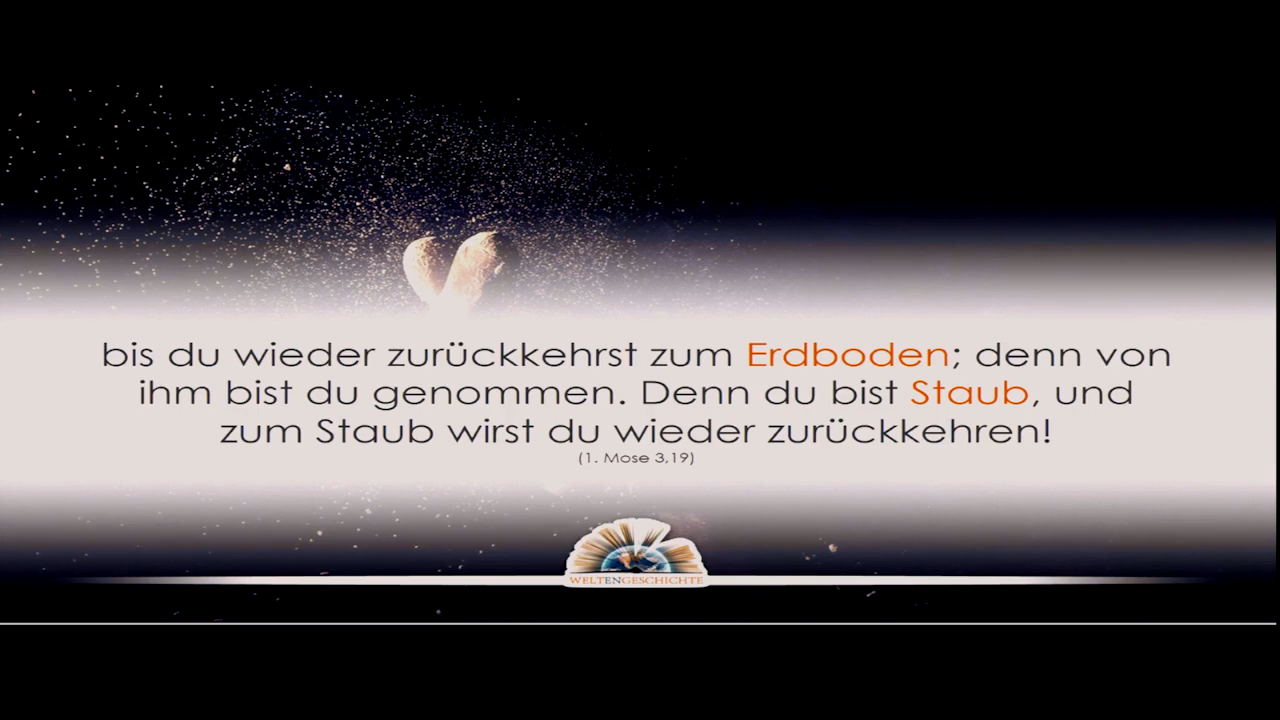 bis du wieder zurückkehrst zum Erdboden; denn von
ihm bist du genommen. Denn du bist Staub, und
zum Staub wirst du wieder zurückkehren!
(1. Mose 3,19)
WELTENGESCHICHTE